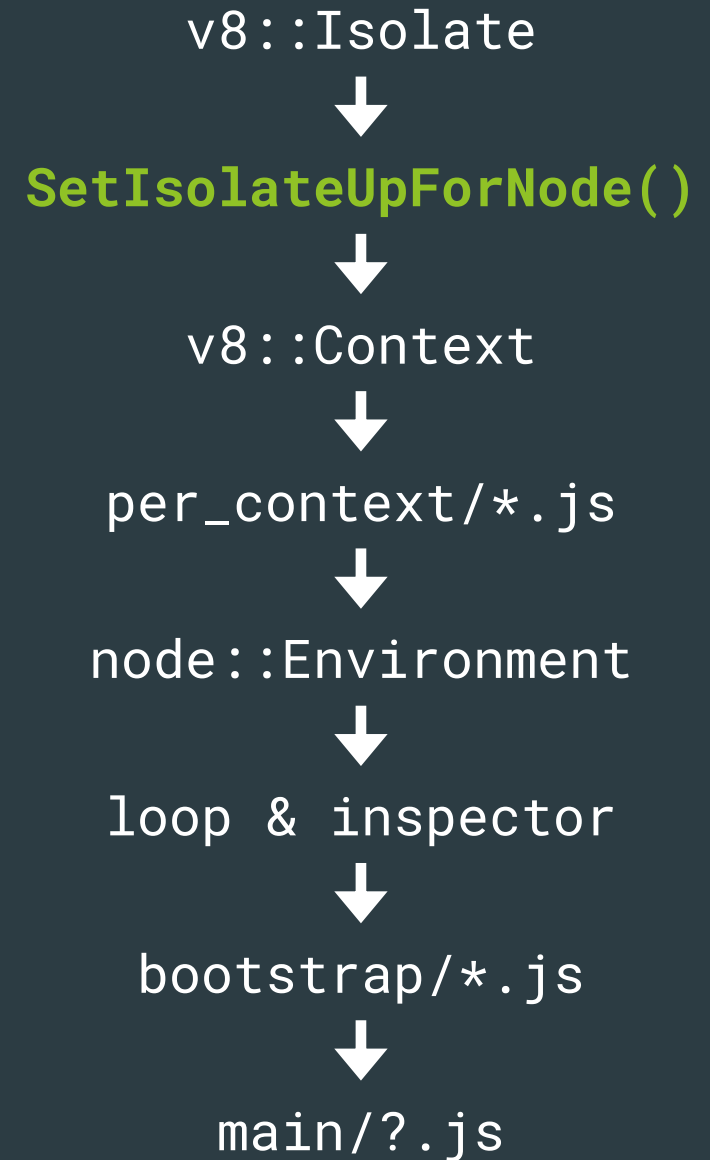 v8::Isolate
SetIsolateUpForNode()
v8::Context
per_context/*.js
node::Environment
loop & inspector
bootstrap/*.js
main/?.js